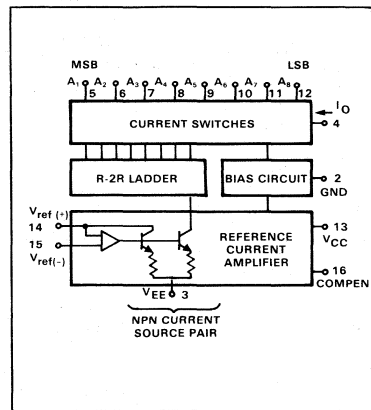 MSB LSB
A1 A2 A3 A4 A5 A6 A7 A8
5 6 7 8 9 10 11 12
IO
CURRENT SWITCHES
4
R-2R LADDER
BIAS CIRCUIT
2
GND
Vref (+)
14
15
Vref(-)
REFERENCE
CURRENT
AMPLIFIER
13
VCC
16
COMPEN
VEE 3
NPN CURRENT
SOURCE PAIR